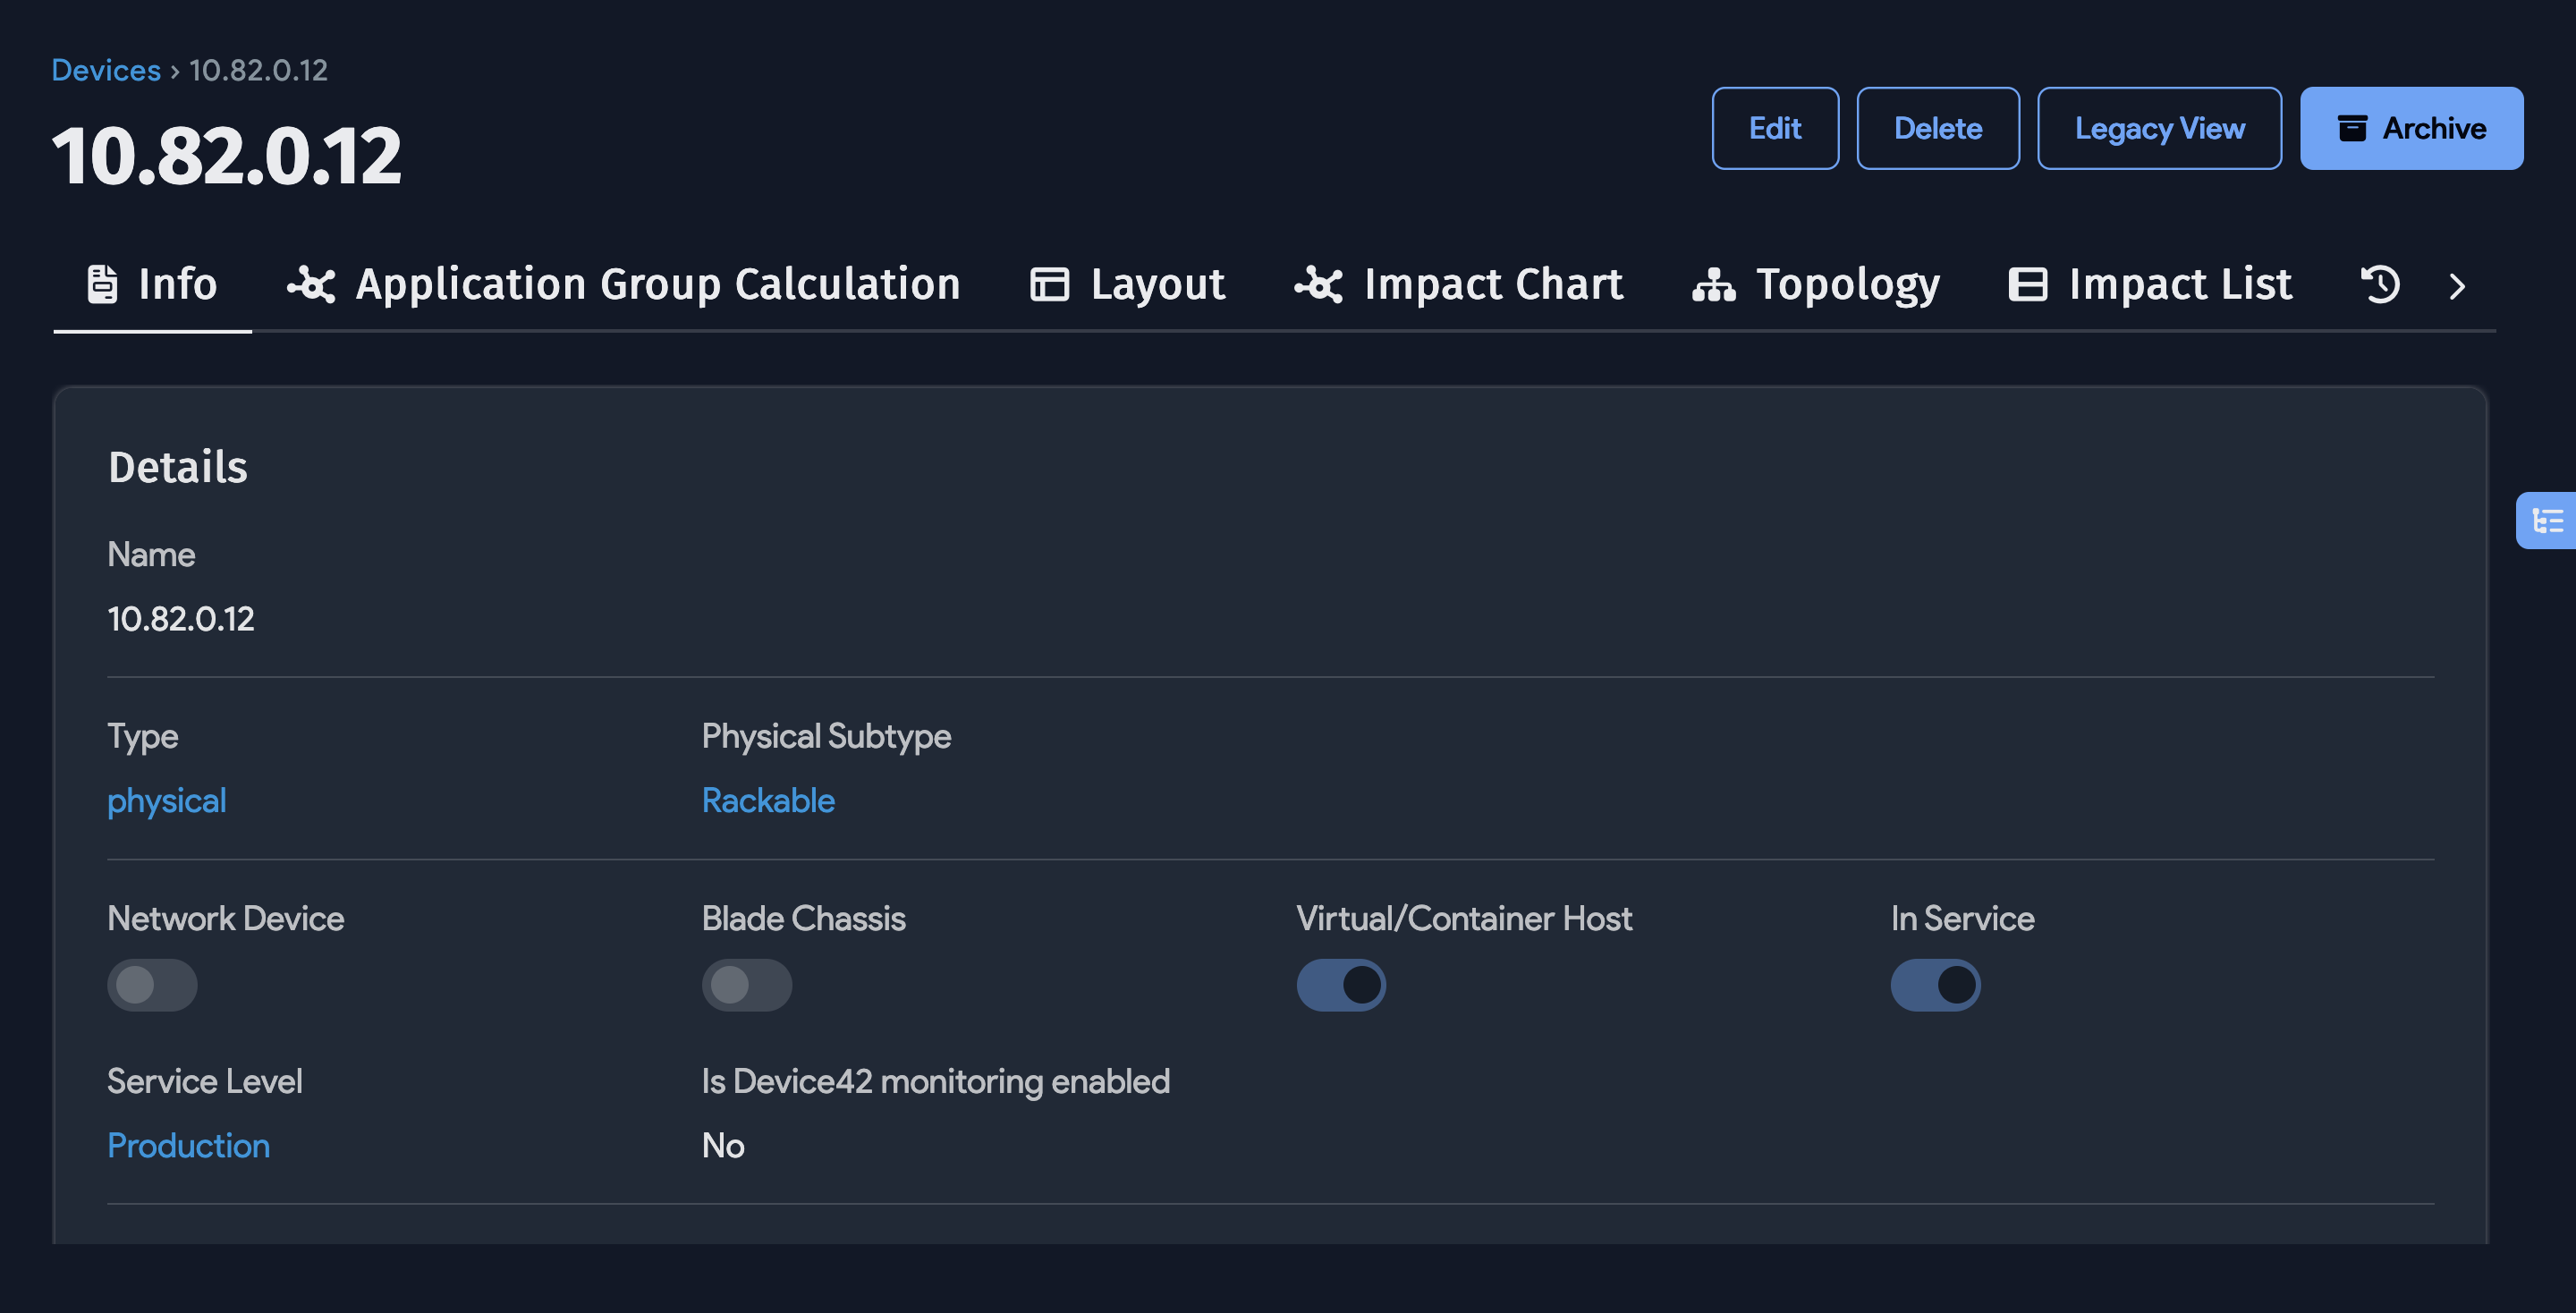 Devices › 10.82.0.12
10.82.0.12
Edit Delete Legacy View Archive
Info Application Group Calculation Layout Impact Chart Topology Impact List
Details
Name
10.82.0.12
Type Physical Subtype
physical Rackable
Network Device Blade Chassis Virtual/Container Host In Service
Service Level Is Device42 monitoring enabled
Production No